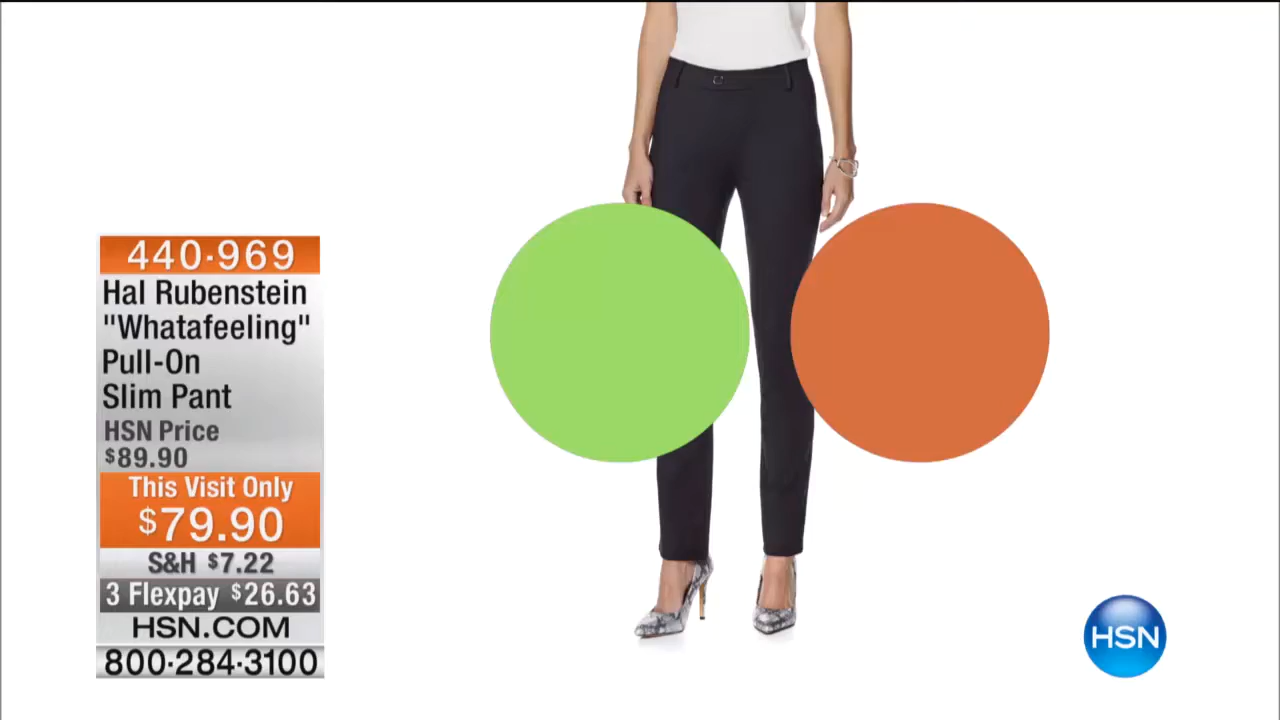 440·969
Hal Rubenstein
"Whatafeeling"
Pull-On
Slim Pant
HSN Price
$89.90
This Visit Only
$79.90
S&H $7.22
3 Flexpay $26.63
HSN.COM
800·284·3100
HSN